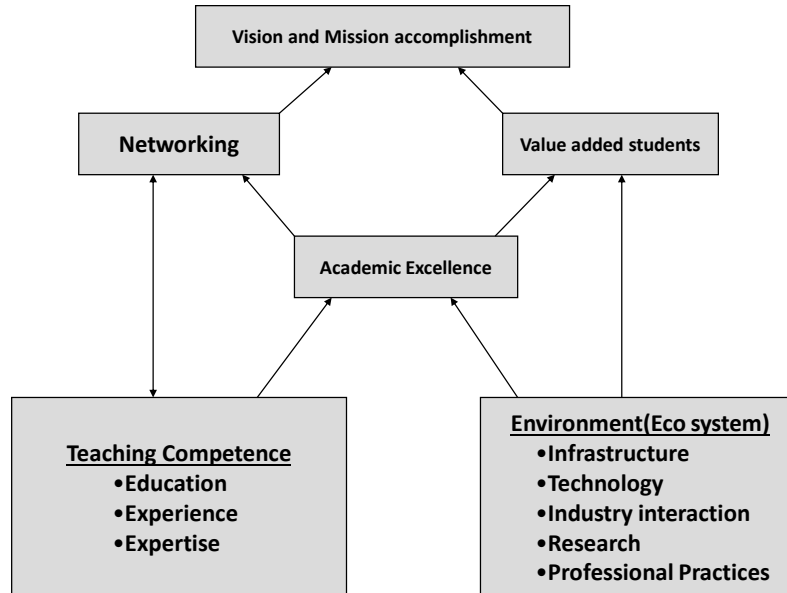 Vision and Mission accomplishment
Networking
Value added students
Academic Excellence
Teaching Competence
•Education
•Experience
•Expertise
Environment(Eco system)
•Infrastructure
•Technology
•Industry interaction
•Research
•Professional Practices